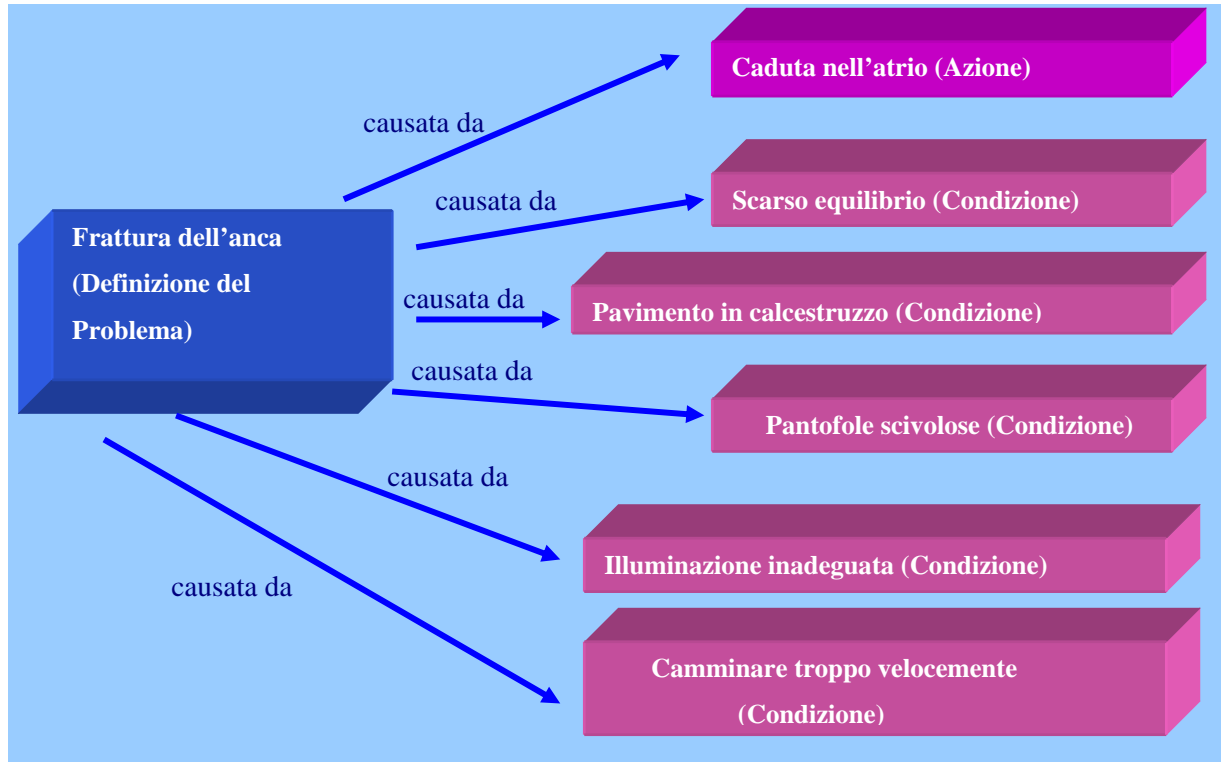 Caduta nell’atrio (Azione)
causata da
Scarso equilibrio (Condizione)
causata da
Frattura dell’anca
(Definizione del
Problema)
causata da
Pavimento in calcestruzzo (Condizione)
causata da
Pantofole scivolose (Condizione)
causata da
Illuminazione inadeguata (Condizione)
causata da
Camminare troppo velocemente
(Condizione)